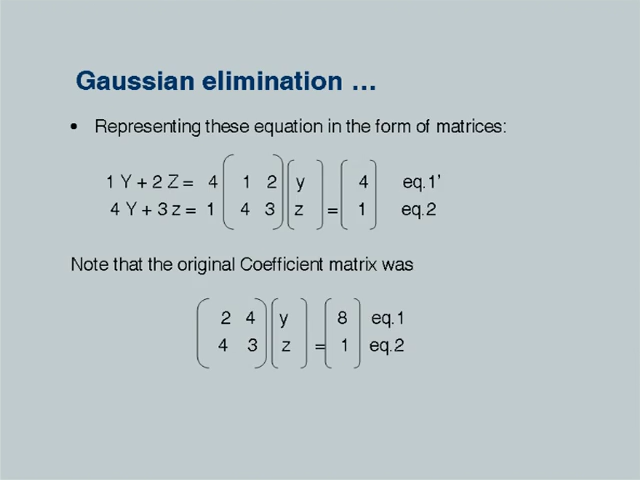 Gaussian elimination …
• Representing these equation in the form of matrices:
1 Y + 2 Z = 4 ( 1 2 ) ( y ) ( 4 ) eq.1'
4 Y + 3 z = 1 ( 4 3 ) ( z ) = ( 1 ) eq.2
Note that the original Coefficient matrix was
( 2 4 ) ( y ) ( 8 ) eq.1
( 4 3 ) ( z ) = ( 1 ) eq.2